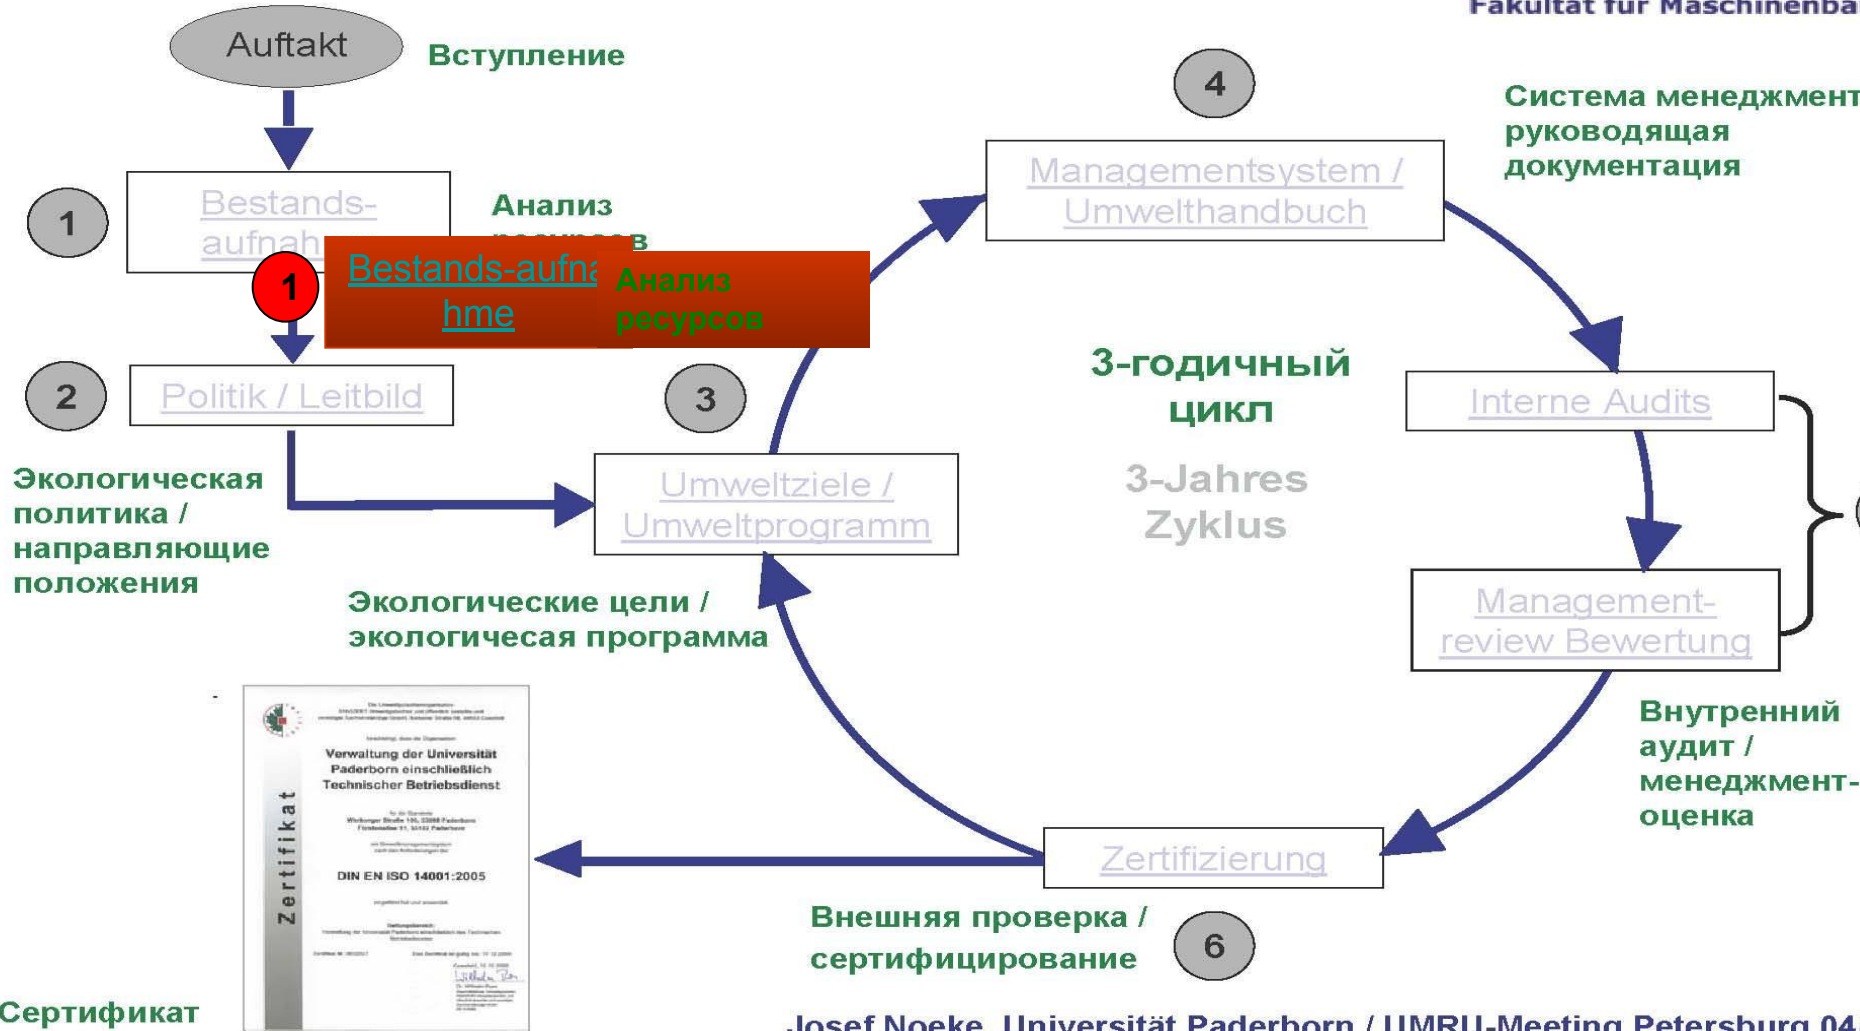 Fakultät für Maschinenba
Auftakt
Вступление
4
Система менеджмент
руководящая
документация
Managementsystem /
Umwelthandbuch
1
Bestands-
aufnah
Анализ
ресурсов
1
Bestands-aufna
hme
Анализ
ресурсов
2
Politik / Leitbild
3
3-годичный
цикл
3-Jahres
Zyklus
Interne Audits
Экологическая
политика /
направляющие
положения
Umweltziele /
Umweltprogramm
Экологические цели /
экологичесая программа
Management-
review Bewertung
Внутренний
аудит /
менеджмент-
оценка
Zertifikat
Verwaltung der Universität
Paderborn einschließlich
Technischer Betriebsdienst
DIN EN ISO 14001:2005
Zertifizierung
Внешняя проверка /
сертифицирование
6
Сертификат
Josef Noeke, Universität Paderborn / UMRU-Meeting Petersburg 04